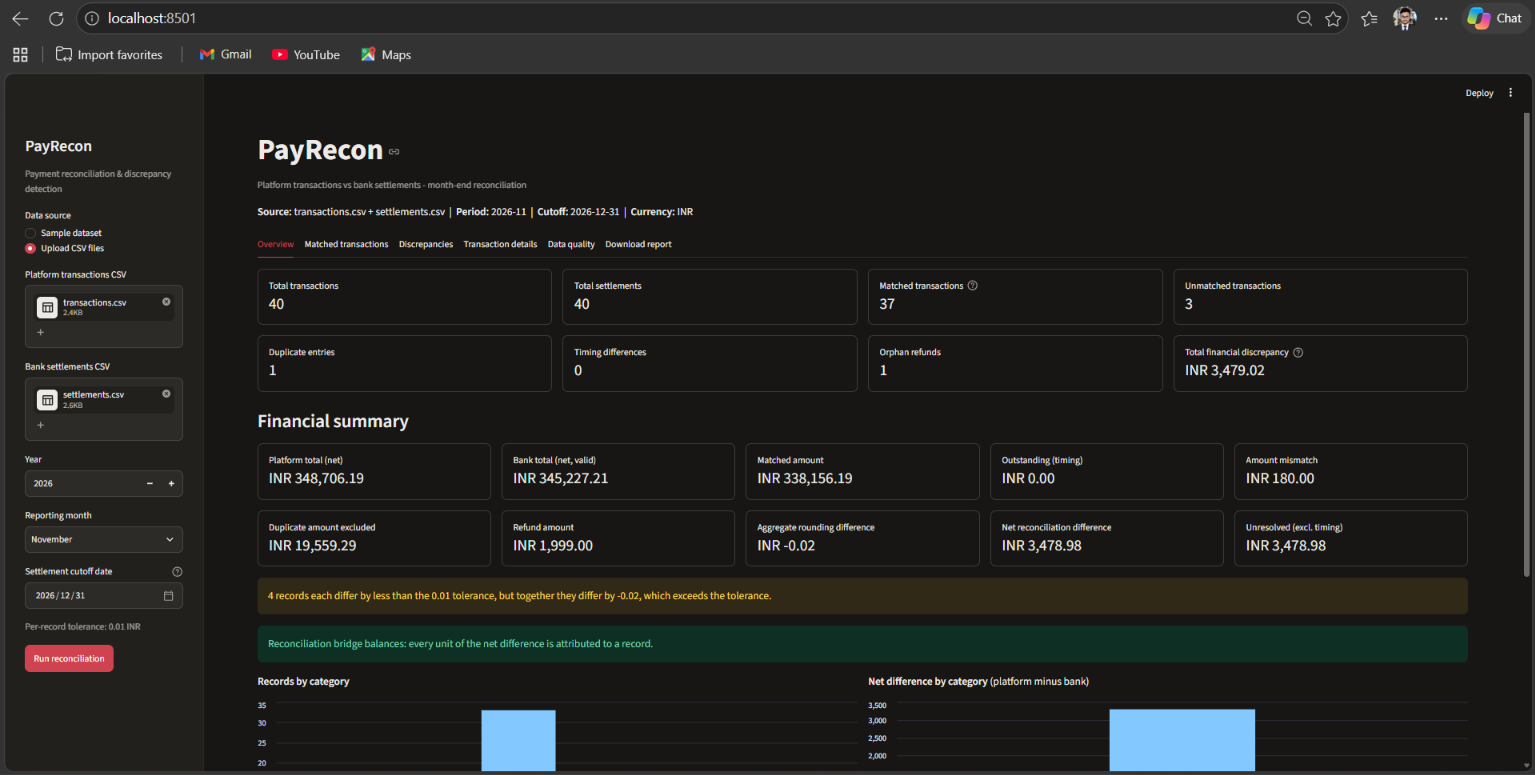 localhost:8501
Chat
Import favorites
Gmail
YouTube
Maps
Deploy
PayRecon
Payment reconciliation & discrepancy
detection
Data source
Sample dataset
Upload CSV files
Platform transactions CSV
transactions.csv
2.4KB
+
Bank settlements CSV
settlements.csv
2.6KB
+
Year
2026 − +
Reporting month
November
Settlement cutoff date
2026/12/31
Per-record tolerance: 0.01 INR
Run reconciliation
PayRecon
Platform transactions vs bank settlements - month-end reconciliation
Source: transactions.csv + settlements.csv | Period: 2026-11 | Cutoff: 2026-12-31 | Currency: INR
Overview Matched transactions Discrepancies Transaction details Data quality Download report
Total transactions
40
Total settlements
40
Matched transactions
37
Unmatched transactions
3
Duplicate entries
1
Timing differences
0
Orphan refunds
1
Total financial discrepancy
INR 3,479.02
Financial summary
Platform total (net)
INR 348,706.19
Bank total (net, valid)
INR 345,227.21
Matched amount
INR 338,156.19
Outstanding (timing)
INR 0.00
Amount mismatch
INR 180.00
Duplicate amount excluded
INR 19,559.29
Refund amount
INR 1,999.00
Aggregate rounding difference
INR -0.02
Net reconciliation difference
INR 3,478.98
Unresolved (excl. timing)
INR 3,478.98
4 records each differ by less than the 0.01 tolerance, but together they differ by -0.02, which exceeds the tolerance.
Reconciliation bridge balances: every unit of the net difference is attributed to a record.
Records by category
35
30
25
20
Net difference by category (platform minus bank)
3,500
3,000
2,500
2,000